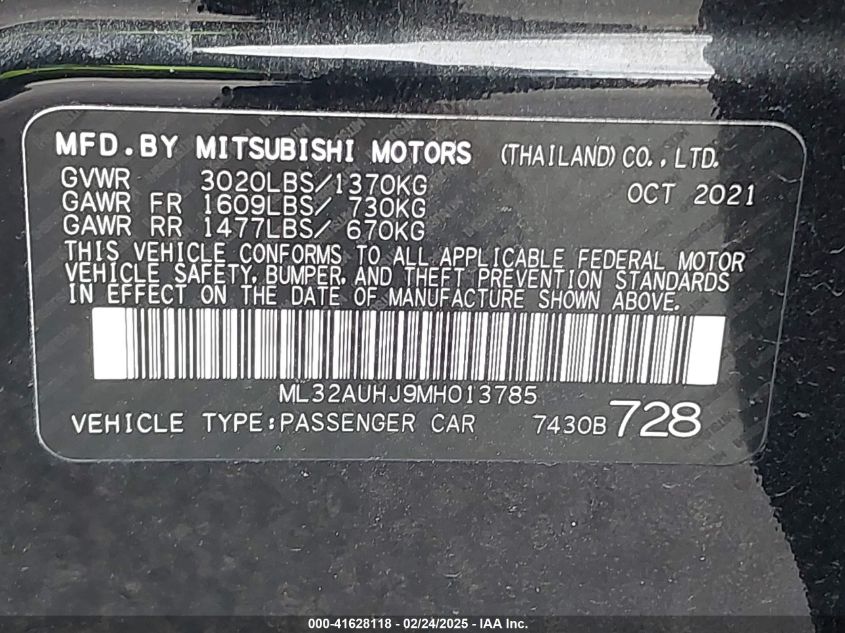 MFD.BY MITSUBISHI MOTORS (THAILAND) CO., LTD.
GVWR 3020LBS/1370KG OCT 2021
GAWR FR 1609LBS/ 730KG
GAWR RR 1477LBS/ 670KG
THIS VEHICLE CONFORMS TO ALL APPLICABLE FEDERAL MOTOR
VEHICLE SAFETY, BUMPER, AND THEFT PREVENTION STANDARDS
IN EFFECT ON THE DATE OF MANUFACTURE SHOWN ABOVE.
ML32AUHJ9MH013785
VEHICLE TYPE:PASSENGER CAR 7430B 728
000-41628118 - 02/24/2025 - IAA Inc.